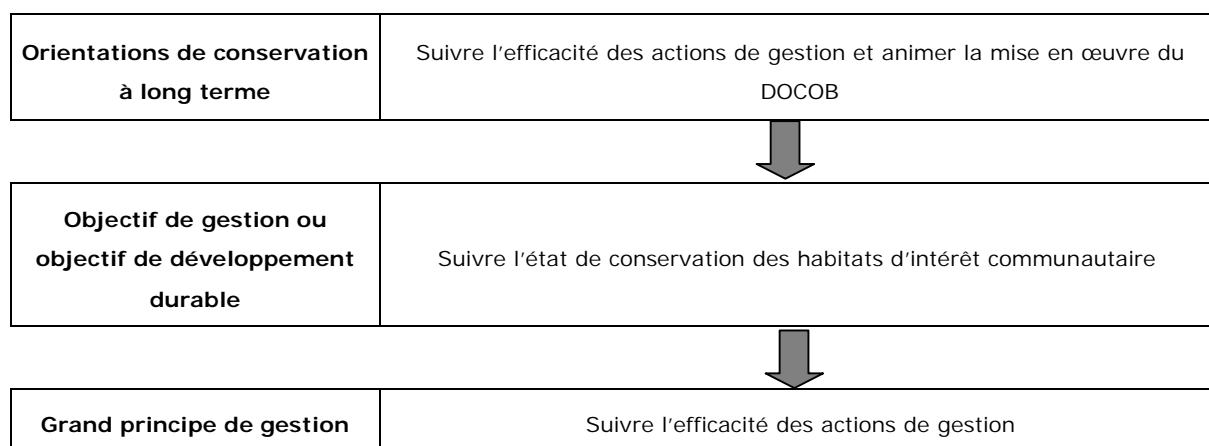 Orientations de conservation
à long terme
Suivre l'efficacité des actions de gestion et animer la mise en œuvre du
DOCOB
Objectif de gestion ou
objectif de développement
durable
Suivre l'état de conservation des habitats d'intérêt communautaire
Grand principe de gestion
Suivre l'efficacité des actions de gestion